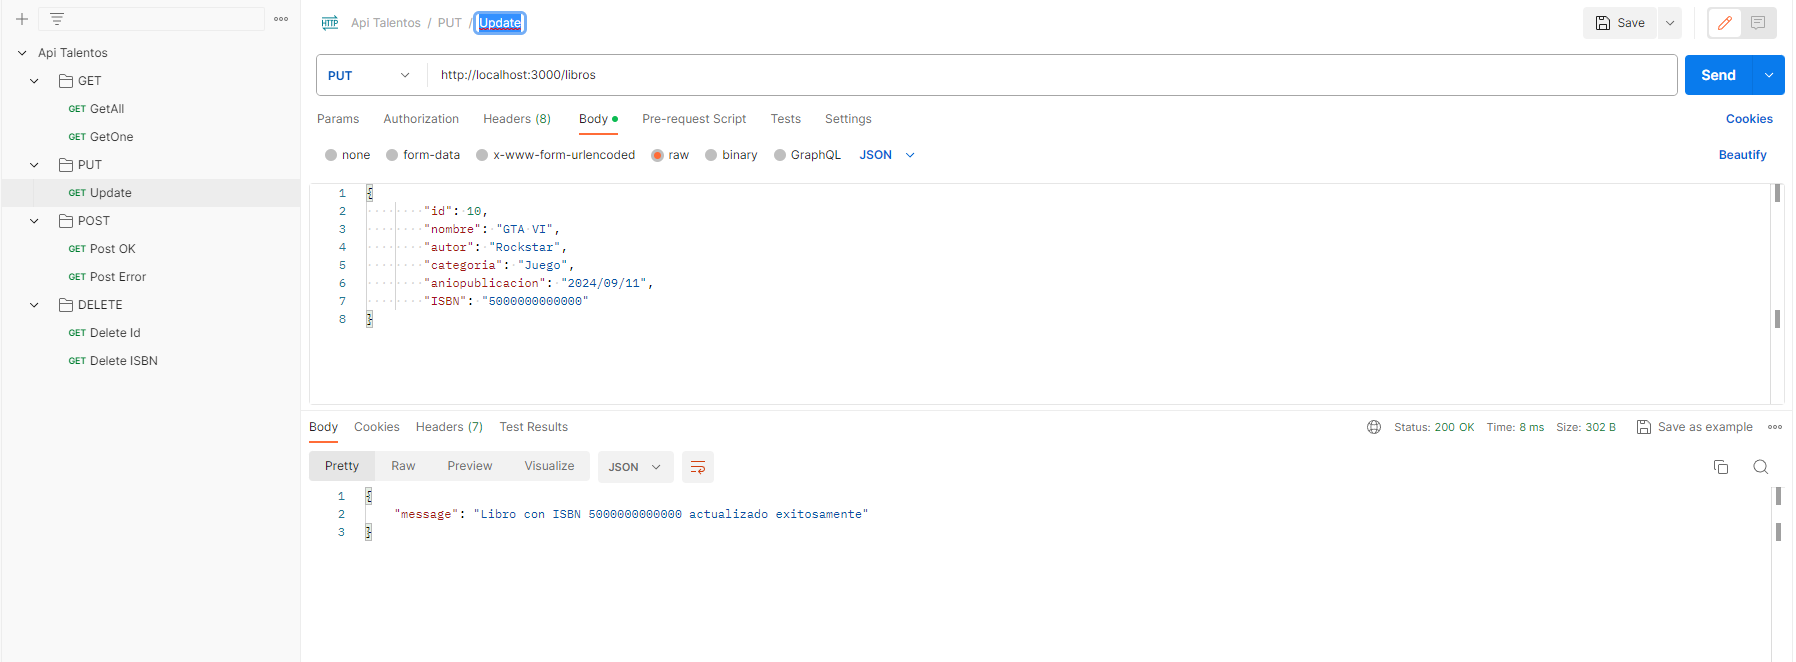 Api Talentos
GET
GET GetAll
GET GetOne
PUT
GET Update
POST
GET Post OK
GET Post Error
DELETE
GET Delete Id
GET Delete ISBN
HTTP Api Talentos / PUT / Update
Save
PUT http://localhost:3000/libros
Send
Params Authorization Headers (8) Body Pre-request Script Tests Settings Cookies
none form-data x-www-form-urlencoded raw binary GraphQL JSON Beautify
1 {
2 "id": 10,
3 "nombre": "GTA VI",
4 "autor": "Rockstar",
5 "categoria": "Juego",
6 "aniopublicacion": "2024/09/11",
7 "ISBN": "5000000000000"
8 }
Body Cookies Headers (7) Test Results Status: 200 OK Time: 8 ms Size: 302 B Save as example
Pretty Raw Preview Visualize JSON
1 {
2 "message": "Libro con ISBN 5000000000000 actualizado exitosamente"
3 }